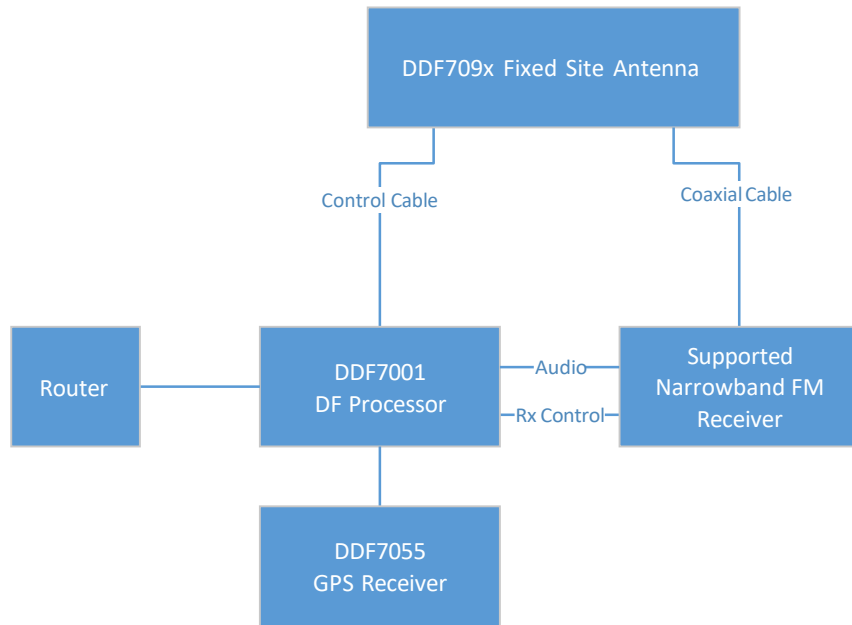 DDF709x Fixed Site Antenna
Control Cable
Coaxial Cable
Router
DDF7001
DF Processor
Audio
Rx Control
Supported
Narrowband FM
Receiver
DDF7055
GPS Receiver